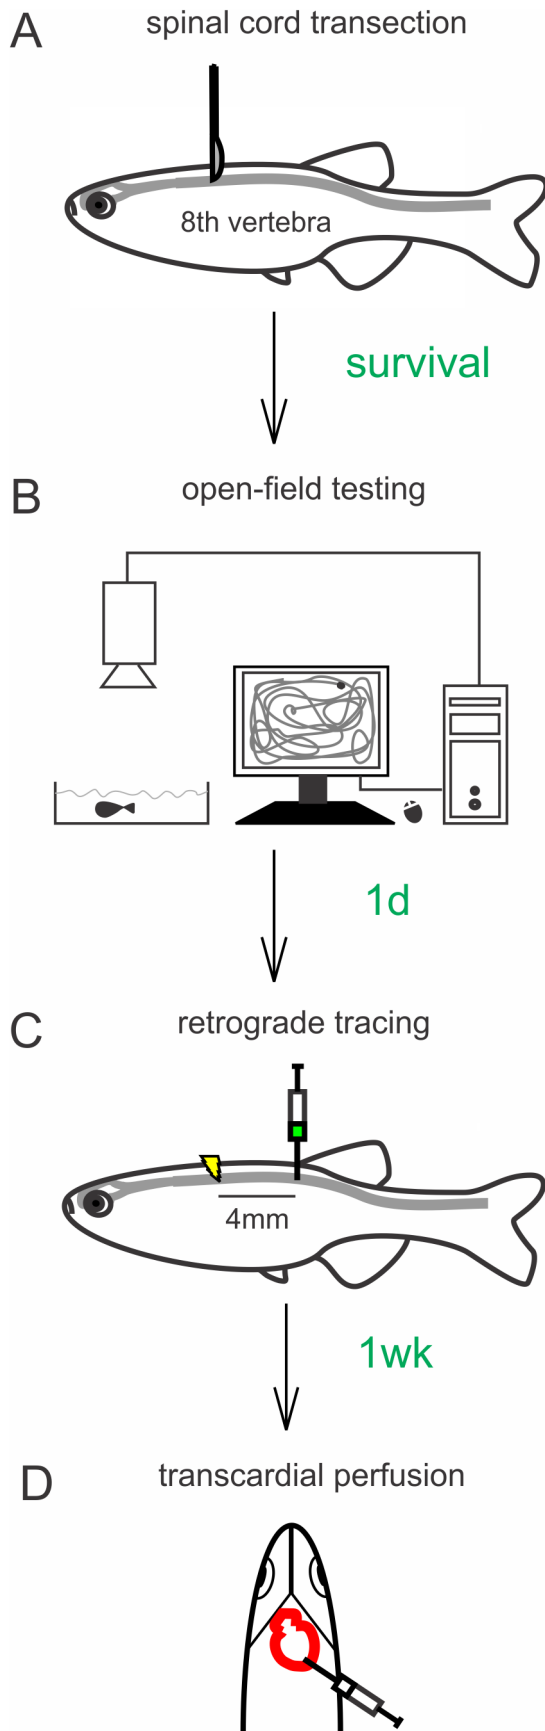 A
spinal cord transection
8th vertebra
survival
B
open-field testing
1d
C
retrograde tracing
4mm
1wk
D
transcardial perfusion